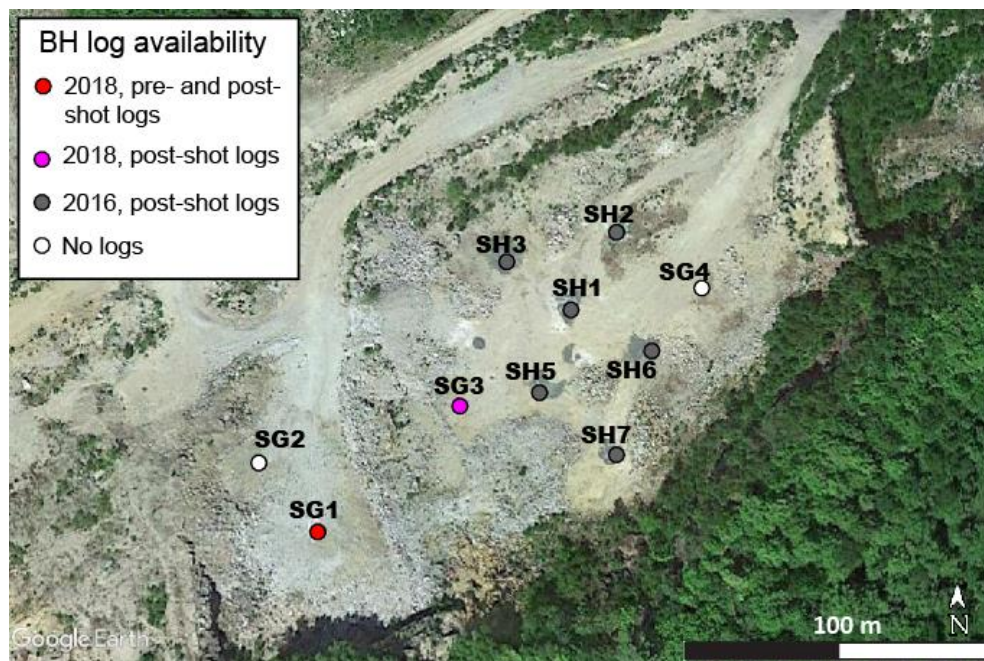 BH log availability
2018, pre- and post-
shot logs
2018, post-shot logs
2016, post-shot logs
No logs
SH2
SH3
SG4
SH1
SH6
SH5
SG3
SH7
SG2
SG1
100 m
N
Google Earth